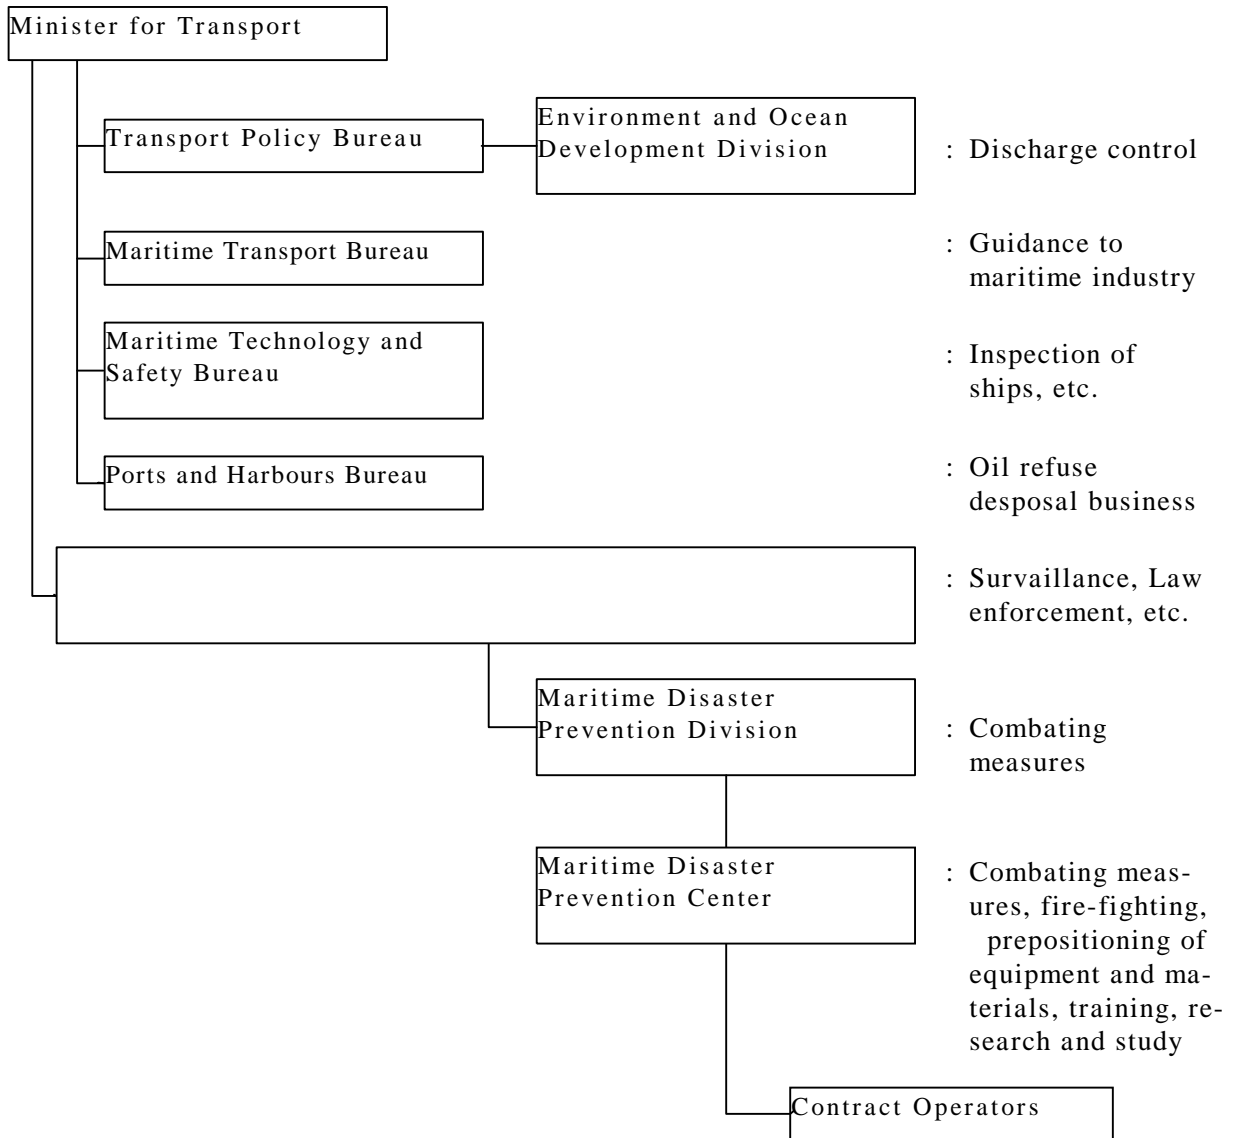 Minister for Transport
Transport Policy Bureau
Environment and Ocean
Development Division
: Discharge control
Maritime Transport Bureau
: Guidance to
maritime industry
Maritime Technology and
Safety Bureau
: Inspection of
ships, etc.
Ports and Harbours Bureau
: Oil refuse
desposal business
: Survaillance, Law
enforcement, etc.
Maritime Disaster
Prevention Division
: Combating
measures
Maritime Disaster
Prevention Center
: Combating meas-
ures, fire-fighting,
prepositioning of
equipment and ma-
terials, training, re-
search and study
Contract Operators